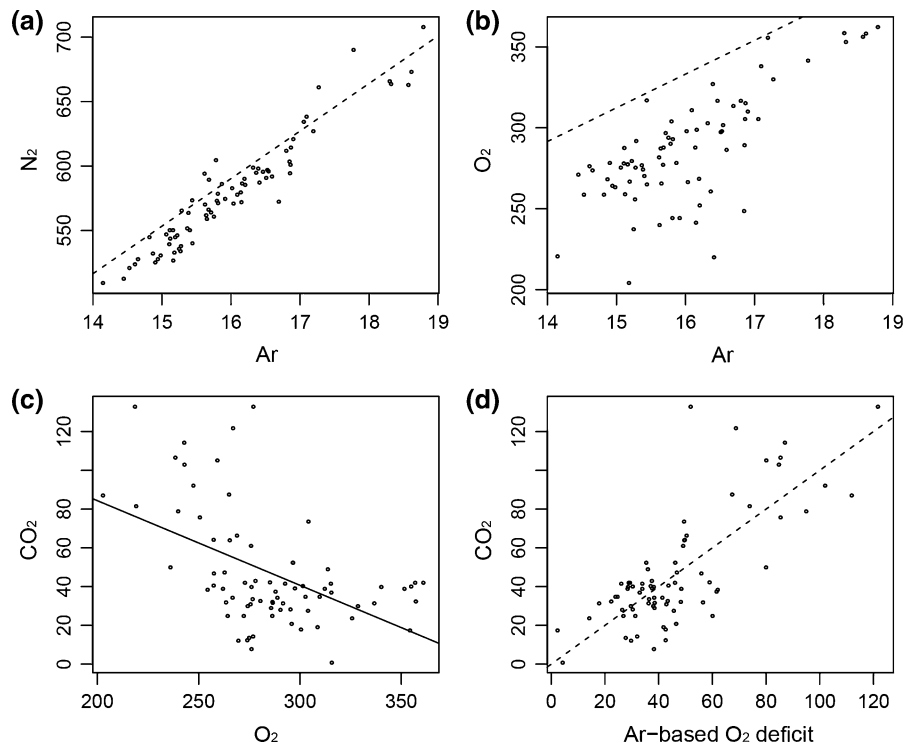 (a)
700
650
600
550
N₂
14 15 16 17 18 19
Ar
(b)
350
300
250
200
O₂
14 15 16 17 18 19
Ar
(c)
120
80
60
40
20
0
CO₂
200 250 300 350
O₂
(d)
120
80
60
40
20
0
CO₂
0 20 40 60 80 100 120
Ar−based O₂ deficit